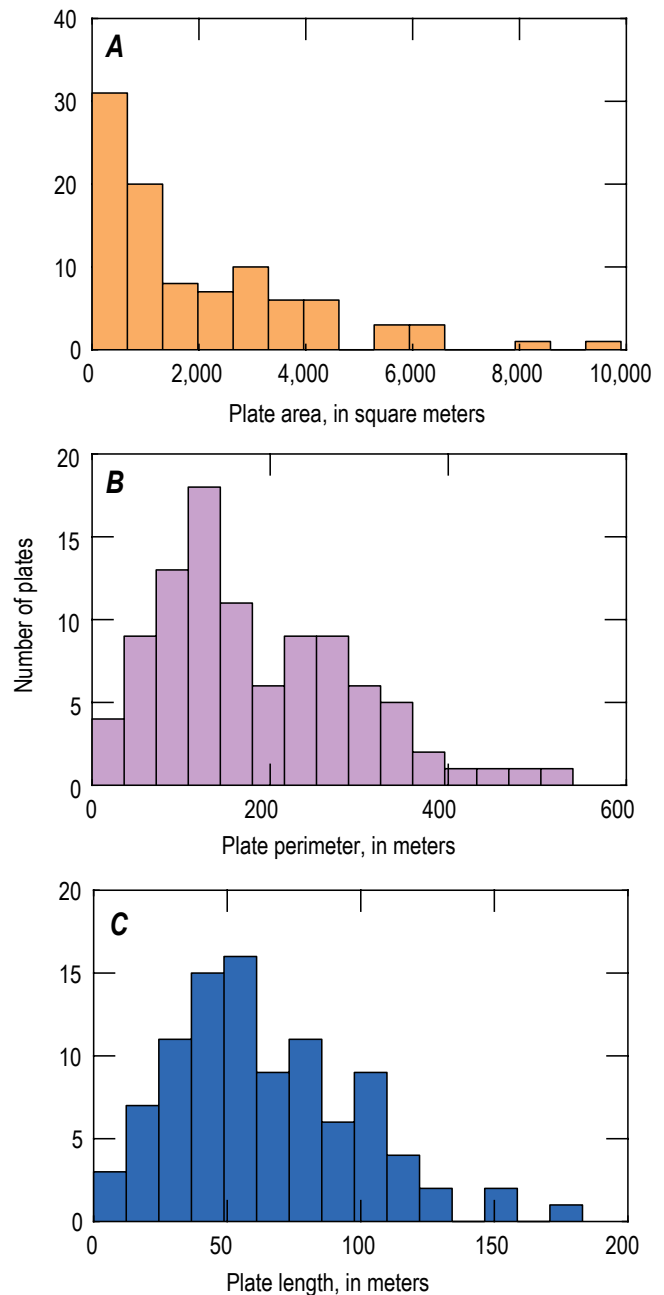 40
A
30
20
10
0
0 2,000 4,000 6,000 8,000 10,000
Plate area, in square meters
20
B
15
10
5
0
Number of plates
0 200 400 600
Plate perimeter, in meters
20
C
15
10
5
0
0 50 100 150 200
Plate length, in meters